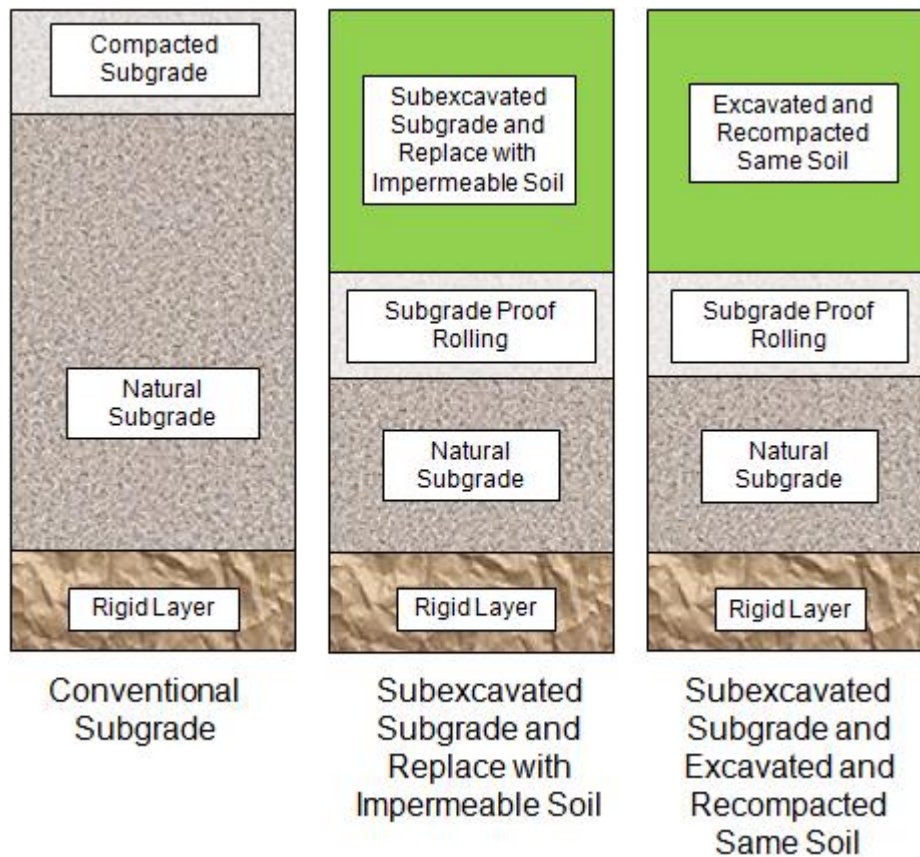 Compacted
Subgrade
Natural
Subgrade
Rigid Layer
Conventional
Subgrade
Subexcavated
Subgrade and
Replace with
Impermeable Soil
Subgrade Proof
Rolling
Natural
Subgrade
Rigid Layer
Subexcavated
Subgrade and
Replace with
Impermeable Soil
Excavated and
Recompacted
Same Soil
Subgrade Proof
Rolling
Natural
Subgrade
Rigid Layer
Subexcavated
Subgrade and
Excavated and
Recompacted
Same Soil